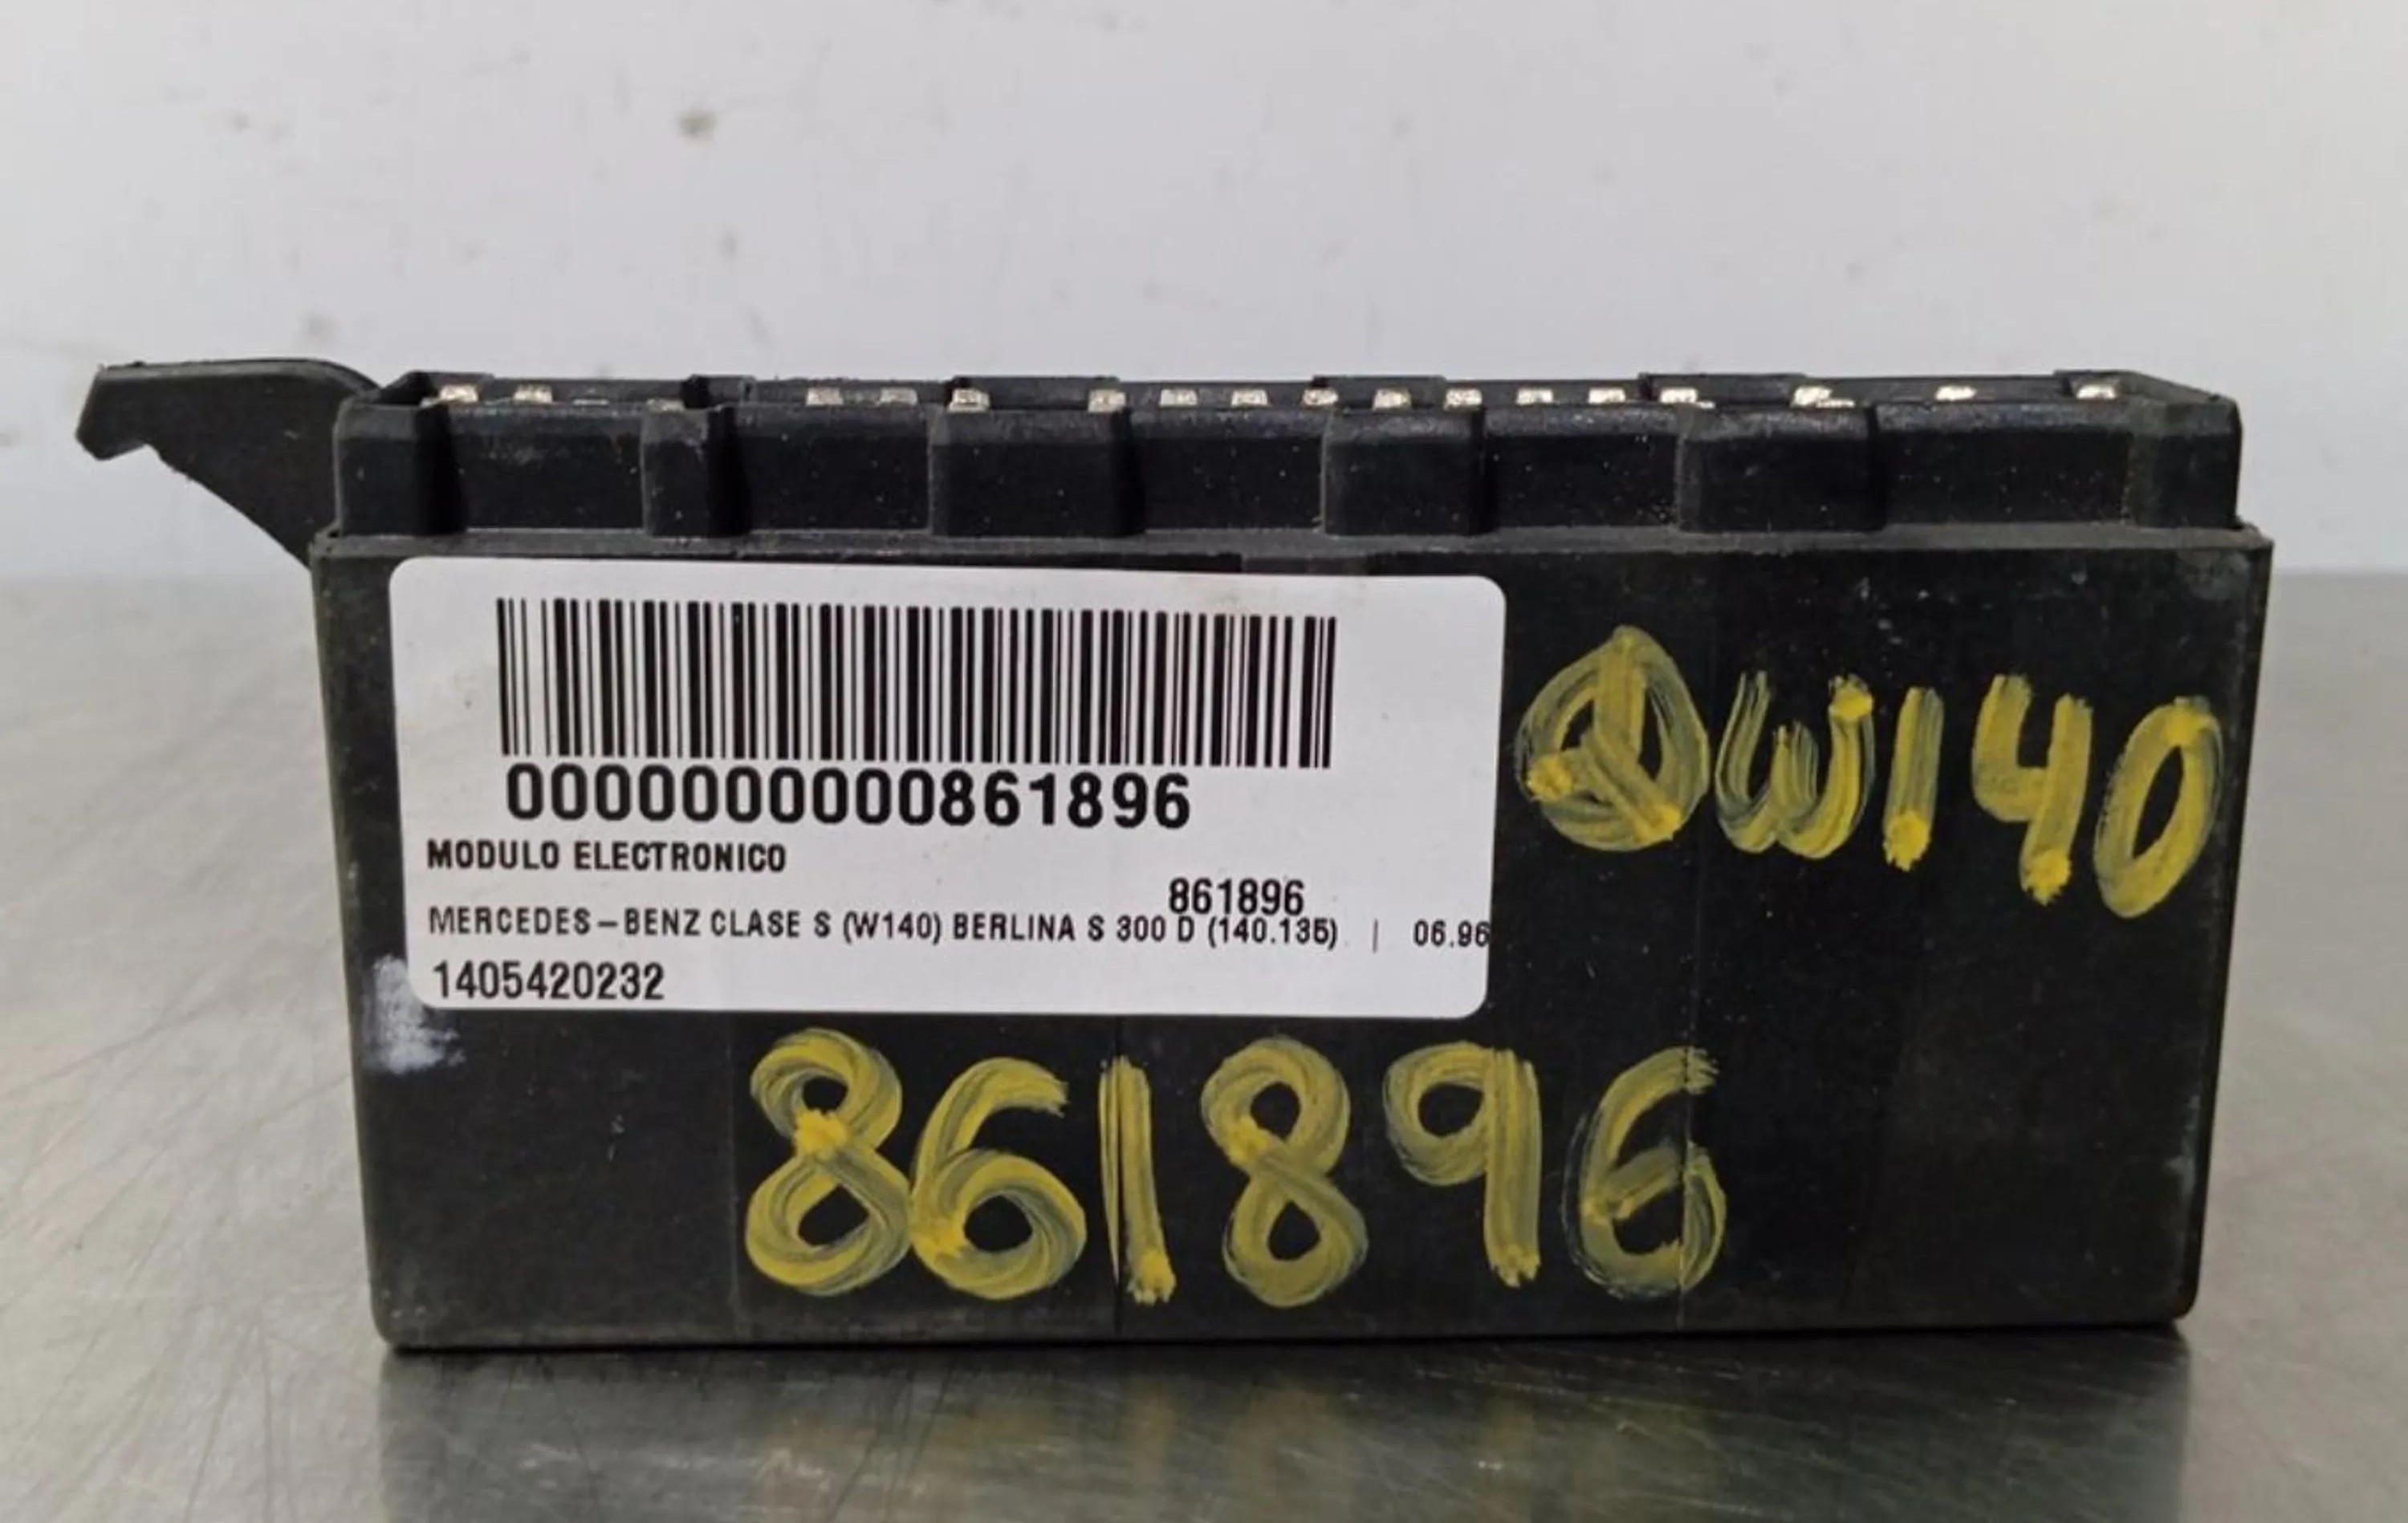 0000000000861896
MODULO ELECTRONICO
861896
MERCEDES-BENZ CLASE S (W140) BERLINA S 300 D (140.135) | 06.96
1405420232
W140
861896